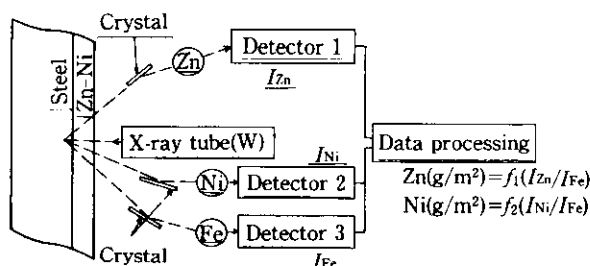 Crystal
Steel
Zn-Ni
Zn
Detector 1
IZn
X-ray tube(W)
Data processing
INi
Ni
Detector 2
Zn(g/m²)=f₁(IZn/IFe)
Ni(g/m²)=f₂(INi/IFe)
Fe
Detector 3
Crystal
IFe